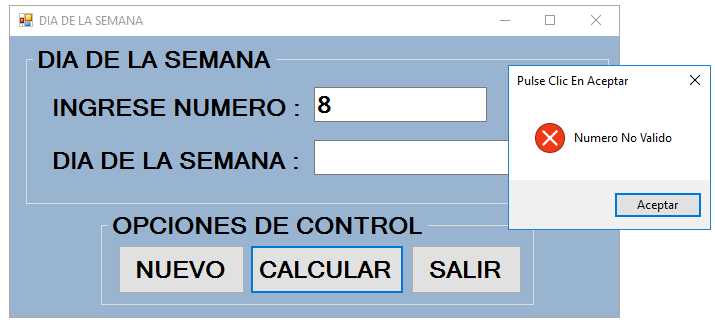 DIA DE LA SEMANA
DIA DE LA SEMANA
INGRESE NUMERO : 8
DIA DE LA SEMANA :
OPCIONES DE CONTROL
NUEVO CALCULAR SALIR
Pulse Clic En Aceptar
Numero No Valido
Aceptar